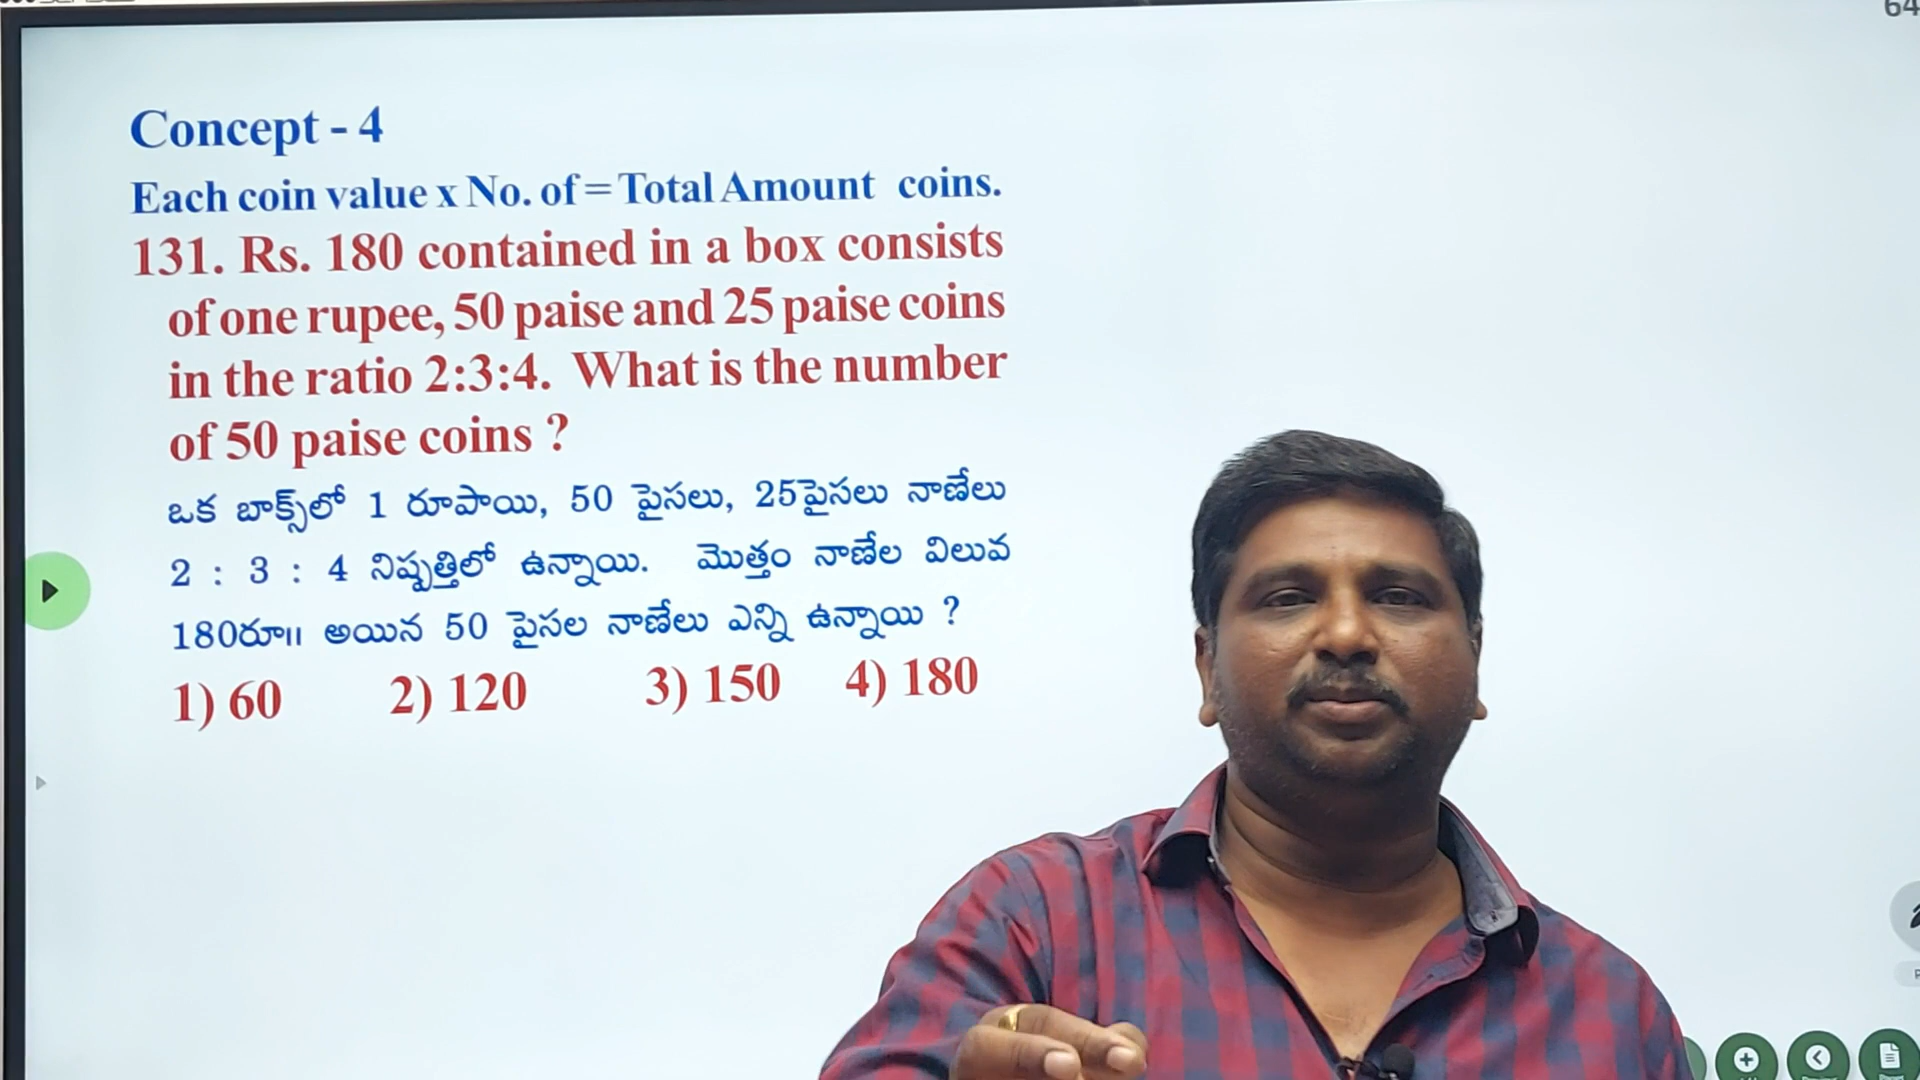 64
Concept - 4
Each coin value x No. of = Total Amount coins.
131. Rs. 180 contained in a box consists
of one rupee, 50 paise and 25 paise coins
in the ratio 2:3:4. What is the number
of 50 paise coins ?
ఒక బాక్స్‌లో 1 రూపాయి, 50 పైసలు, 25పైసలు నాణేలు
2 : 3 : 4 నిష్పత్తిలో ఉన్నాయి. మొత్తం నాణేల విలువ
180రూ॥ అయిన 50 పైసల నాణేలు ఎన్ని ఉన్నాయి ?
1) 60 2) 120 3) 150 4) 180